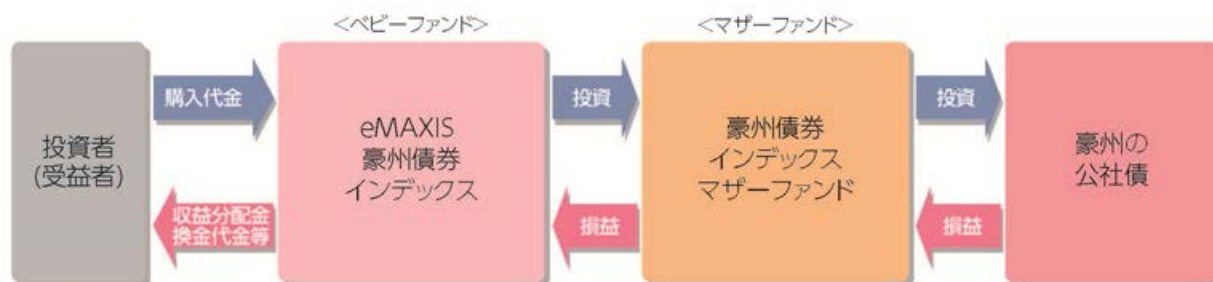 ＜ベビーファンド＞
＜マザーファンド＞
投資者
(受益者)
購入代金
収益分配金
換金代金等
eMAXIS
豪州債券
インデックス
投資
損益
豪州債券
インデックス
マザーファンド
投資
損益
豪州の
公社債